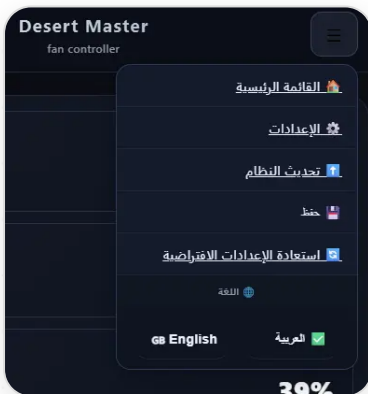 Desert Master
fan controller
القائمة الرئيسية
الإعدادات
تحديث النظام
حفظ
استعادة الإعدادات الافتراضية
اللغة
العربية
GB English
39%